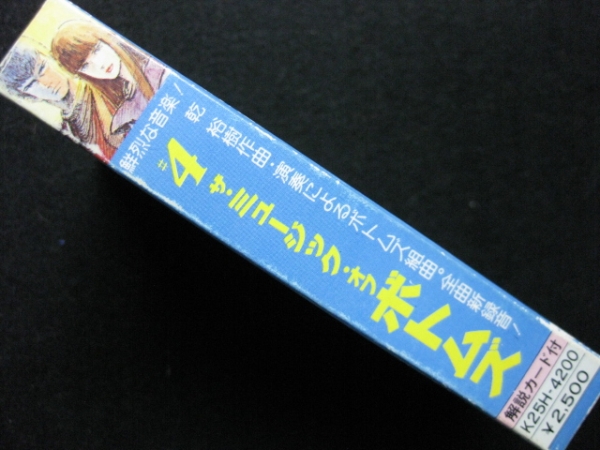 鮮烈な音楽!
乾 裕樹作曲・演奏によるボトムズ組曲。全曲新録音!
#4 ザ・ミュージック・オブ ボトムズ
解説カード付
K25H-4200
¥2,500